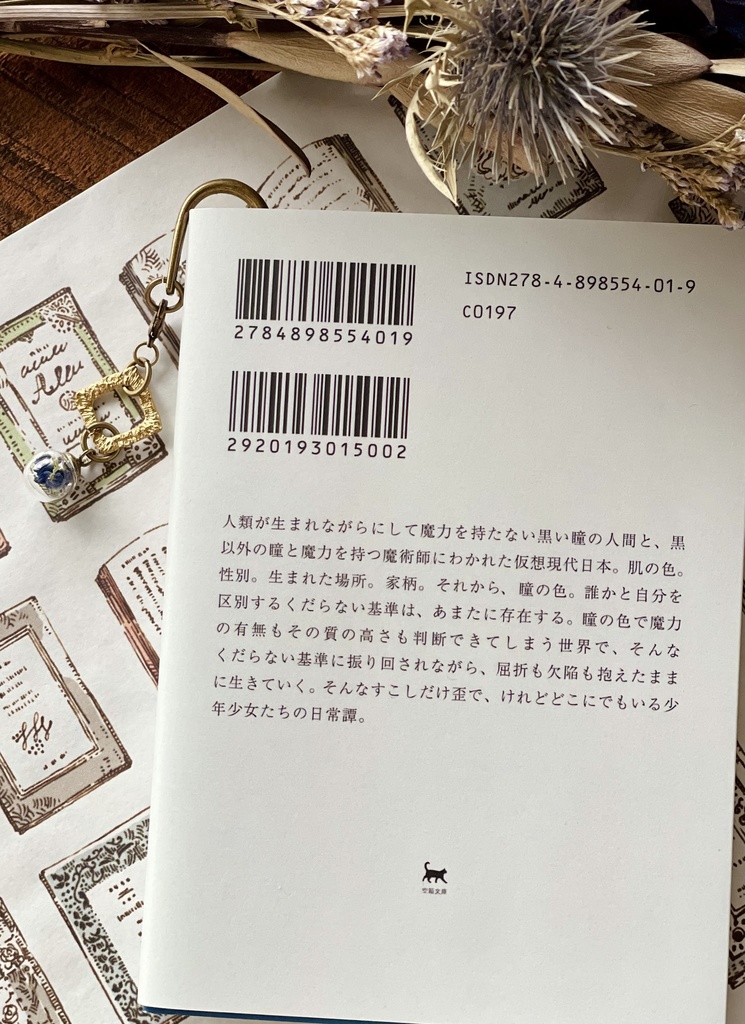 ISDN278-4-898554-01-9
C0197
2784898554019
2920193015002
人類が生まれながらにして魔力を持たない黒い瞳の人間と、黒
以外の瞳と魔力を持つ魔術師にわかれた仮想現代日本。肌の色。
性別。生まれた場所。家柄。それから、瞳の色。誰かと自分を
区別するくだらない基準は、あまたに存在する。瞳の色で魔力
の有無もその質の高さも判断できてしまう世界で、そんな
くだらない基準に振り回されながら、屈折も欠陥も抱えたまま
に生きていく。そんなすこしだけ歪で、けれどどこにでもいる少
年少女たちの日常譚。